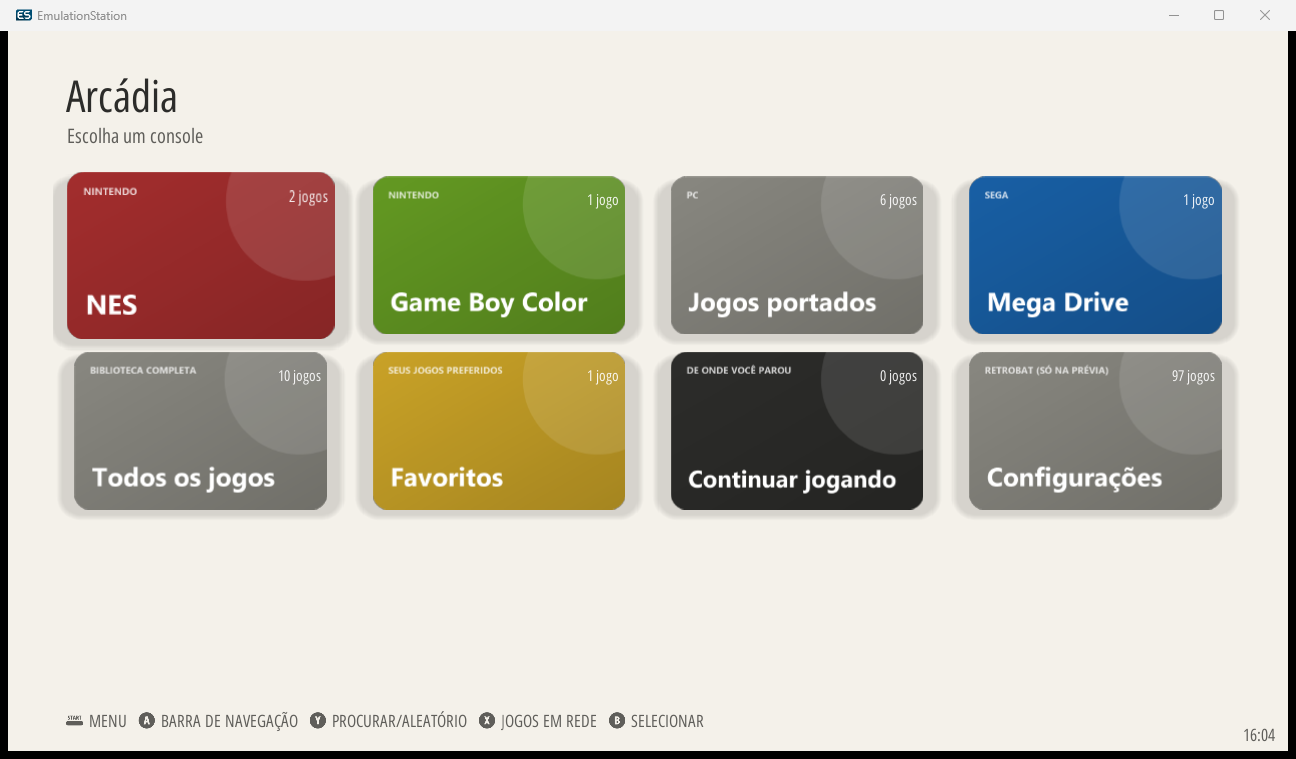 ES EmulationStation
Arcádia
Escolha um console
NINTENDO
2 jogos
NES
NINTENDO
1 jogo
Game Boy Color
PC
6 jogos
Jogos portados
SEGA
1 jogo
Mega Drive
BIBLIOTECA COMPLETA
10 jogos
Todos os jogos
SEUS JOGOS PREFERIDOS
1 jogo
Favoritos
DE ONDE VOCÊ PAROU
0 jogos
Continuar jogando
RETROBAT (SÓ NA PRÉVIA)
97 jogos
Configurações
START MENU A BARRA DE NAVEGAÇÃO Y PROCURAR/ALEATÓRIO X JOGOS EM REDE B SELECIONAR
16:04